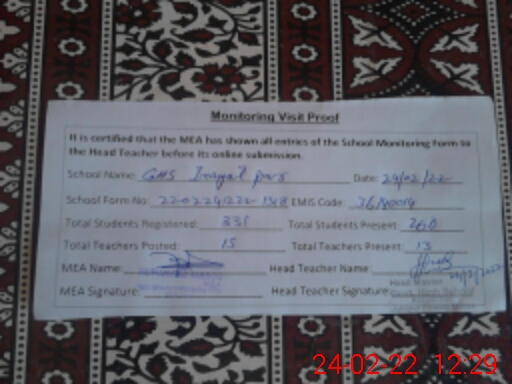 Monitoring Visit Proof
It is certified that the MEA has shown all entries of the School Monitoring Form to
the Head Teacher before its online submission.
School Name: GHS Date: 24/02/22
School Form No: EMIS Code:
Total Students Registered: 331 Total Students Present: 260
Total Teachers Posted: 15 Total Teachers Present: 13
MEA Name: Head Teacher Name:
MEA Signature: Head Teacher Signature:
24-02-22 12:29